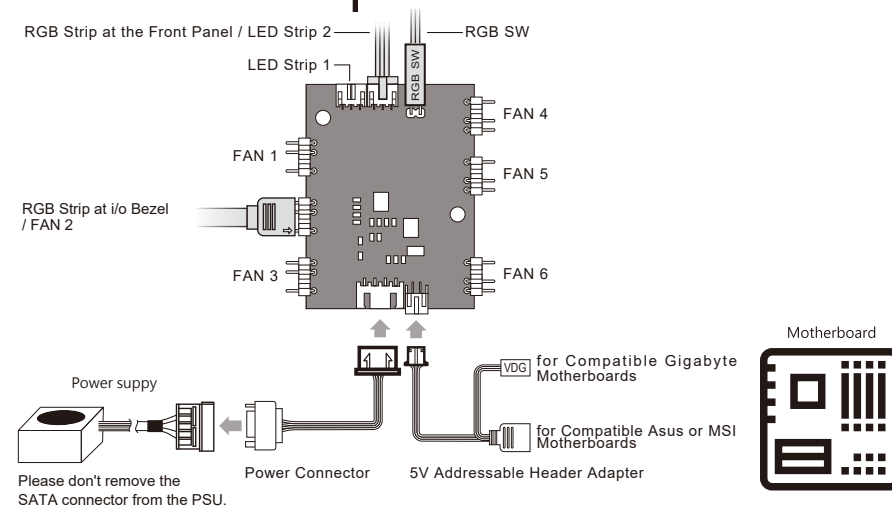 RGB Strip at the Front Panel / LED Strip 2
RGB SW
LED Strip 1
RGB SW
FAN 4
FAN 1
FAN 5
RGB Strip at i/o Bezel
/ FAN 2
FAN 3
FAN 6
Motherboard
VDG
for Compatible Gigabyte
Motherboards
Power suppy
for Compatible Asus or MSI
Motherboards
Power Connector
5V Addressable Header Adapter
Please don't remove the
SATA connector from the PSU.